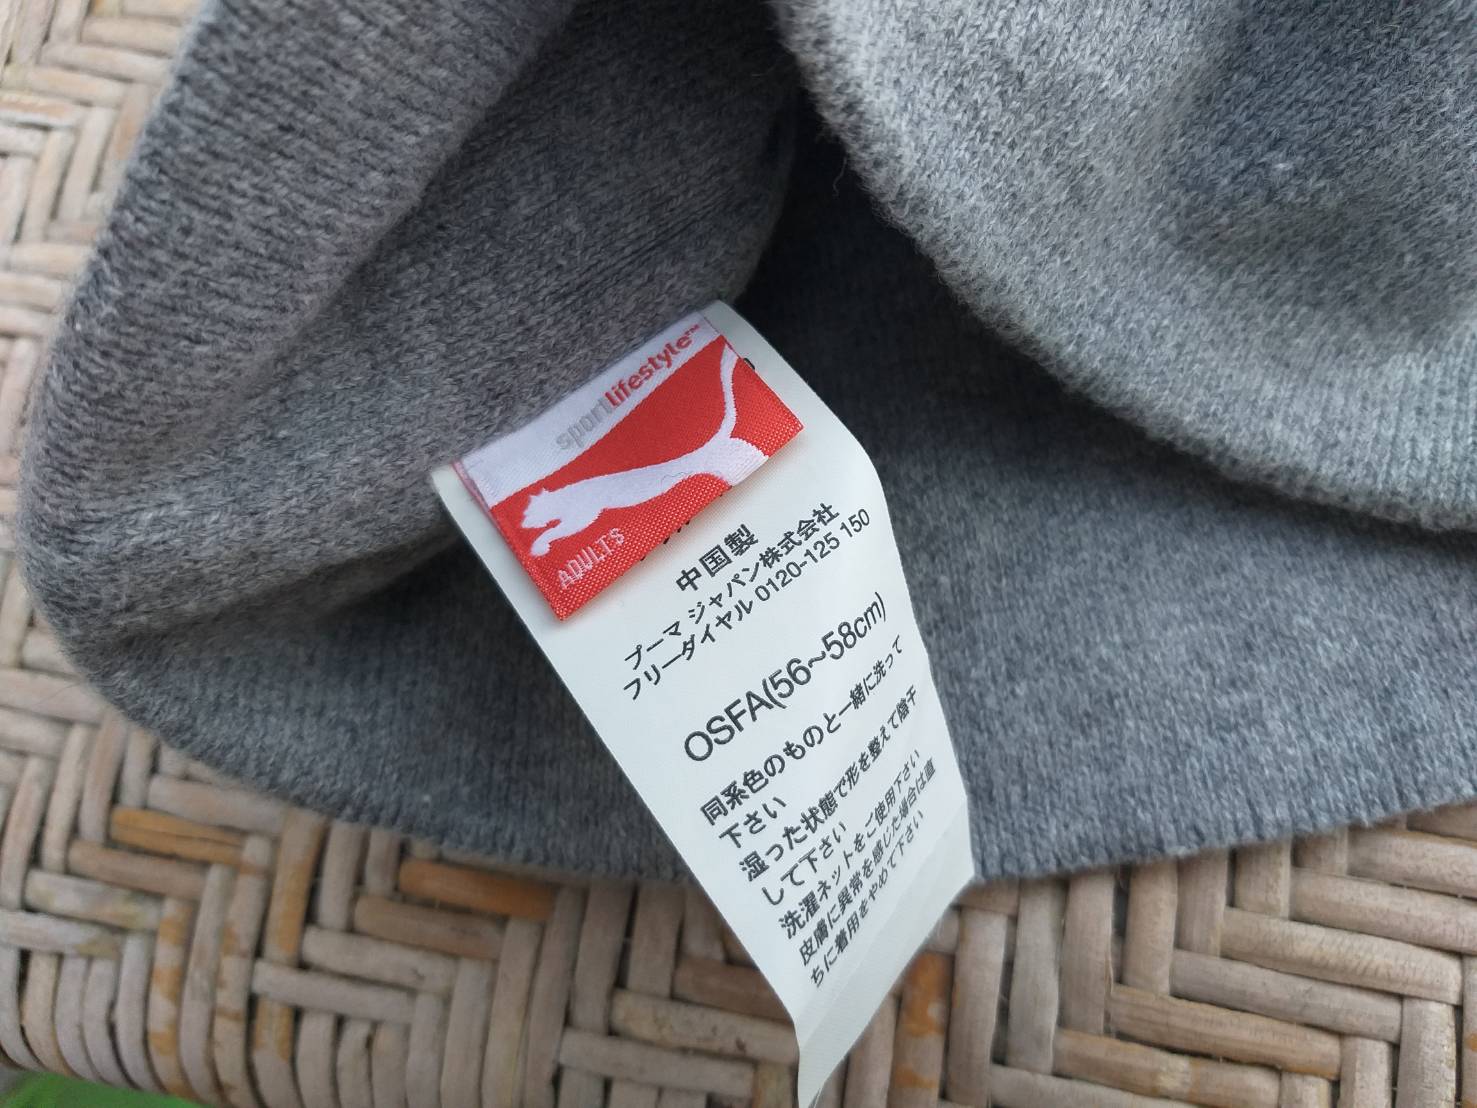 sportlifestyle™
ADULTS
中国製
プーマ ジャパン株式会社
フリーダイヤル 0120-125 150
OSFA(56~58cm)
同系色のものと一緒に洗って
下さい
湿った状態で形を整えて陰干
して下さい
洗濯ネットをご使用下さい
皮膚に異常を感じた場合は直
ちに着用をやめて下さい